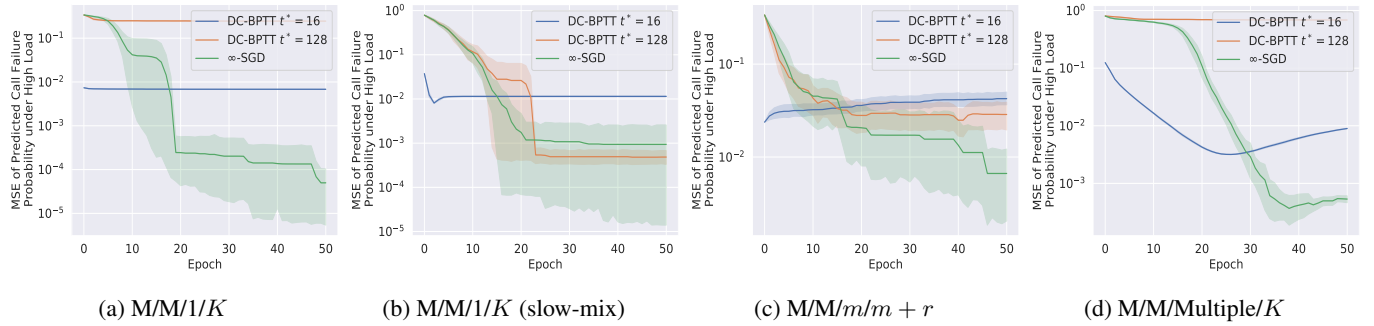 MSE of Predicted Call Failure
Probability under High Load
10⁻¹
10⁻²
10⁻³
10⁻⁴
10⁻⁵
0 10 20 30 40 50
Epoch
DC-BPTT t* = 16
DC-BPTT t* = 128
∞-SGD
(a) M/M/1/K
MSE of Predicted Call Failure
Probability under High Load
10⁰
10⁻¹
10⁻²
10⁻³
10⁻⁴
10⁻⁵
0 10 20 30 40 50
Epoch
DC-BPTT t* = 16
DC-BPTT t* = 128
∞-SGD
(b) M/M/1/K (slow-mix)
MSE of Predicted Call Failure
Probability under High Load
10⁻¹
10⁻²
0 10 20 30 40 50
Epoch
DC-BPTT t* = 16
DC-BPTT t* = 128
∞-SGD
(c) M/M/m/m + r
MSE of Predicted Call Failure
Probability under High Load
10⁰
10⁻¹
10⁻²
10⁻³
0 10 20 30 40 50
Epoch
DC-BPTT t* = 16
DC-BPTT t* = 128
∞-SGD
(d) M/M/Multiple/K